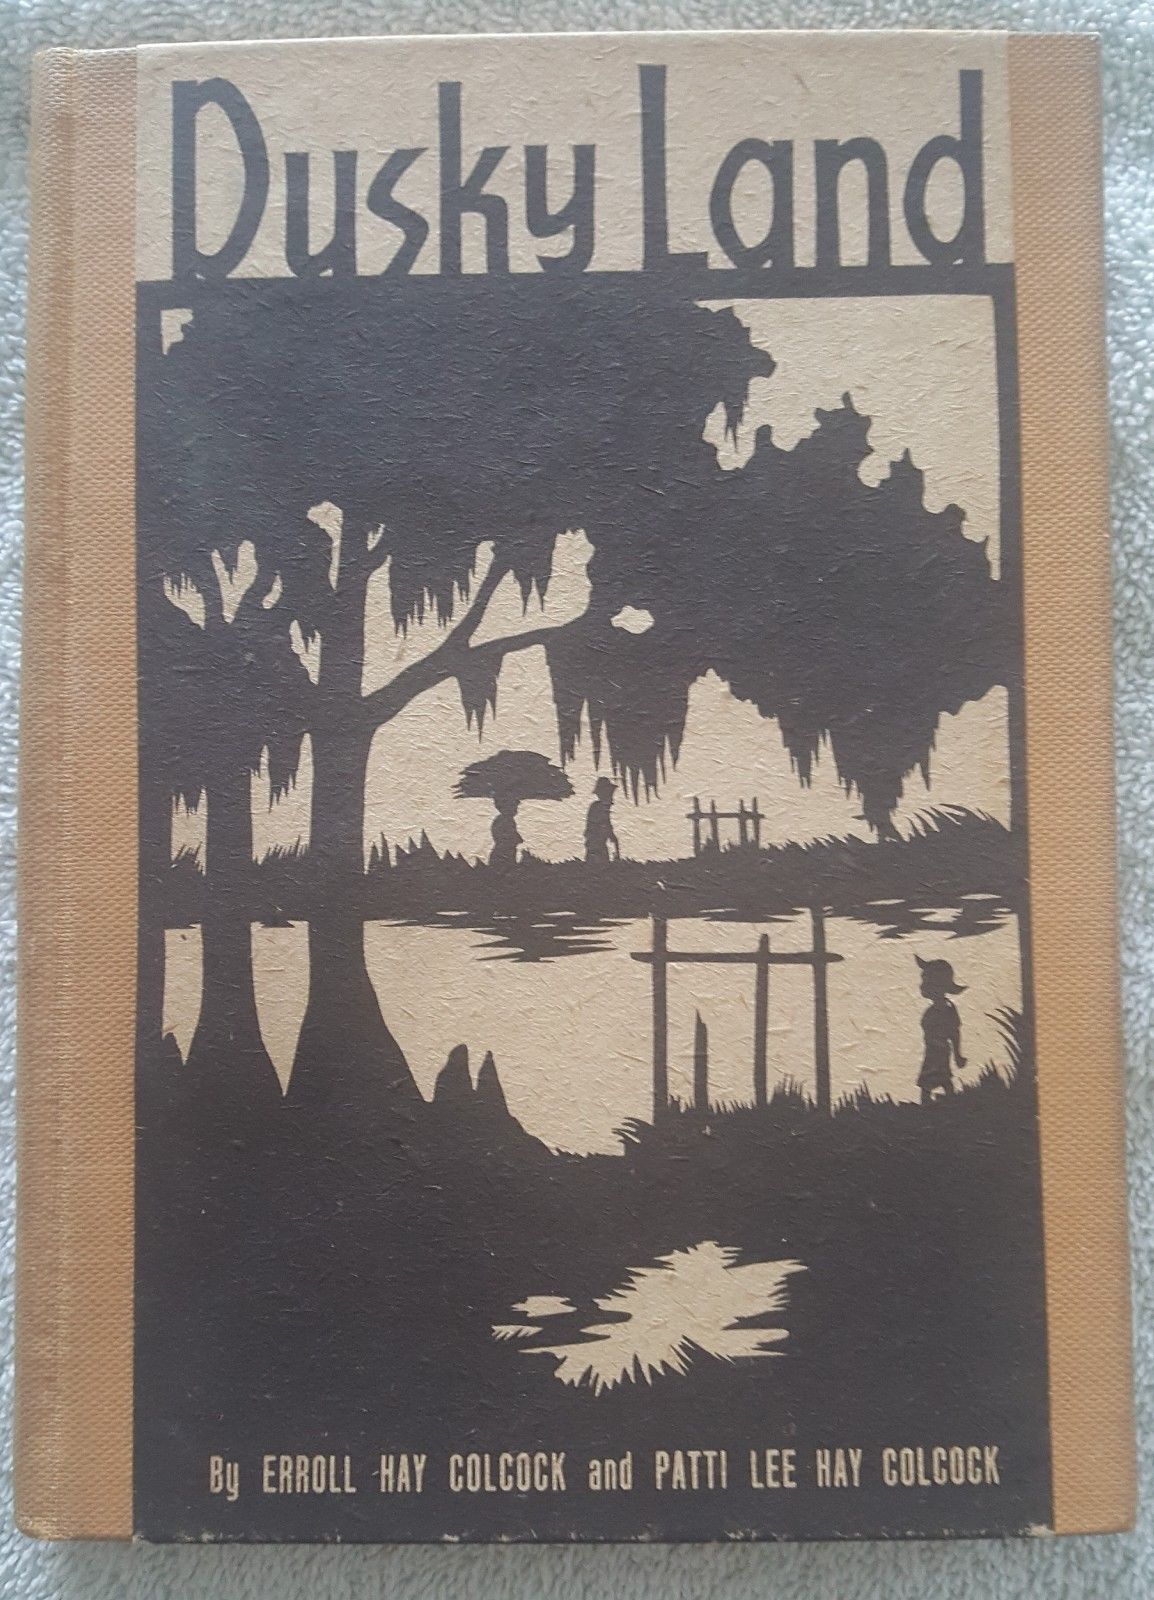 Dusky Land
By ERROLL HAY COLCOCK and PATTI LEE HAY COLCOCK